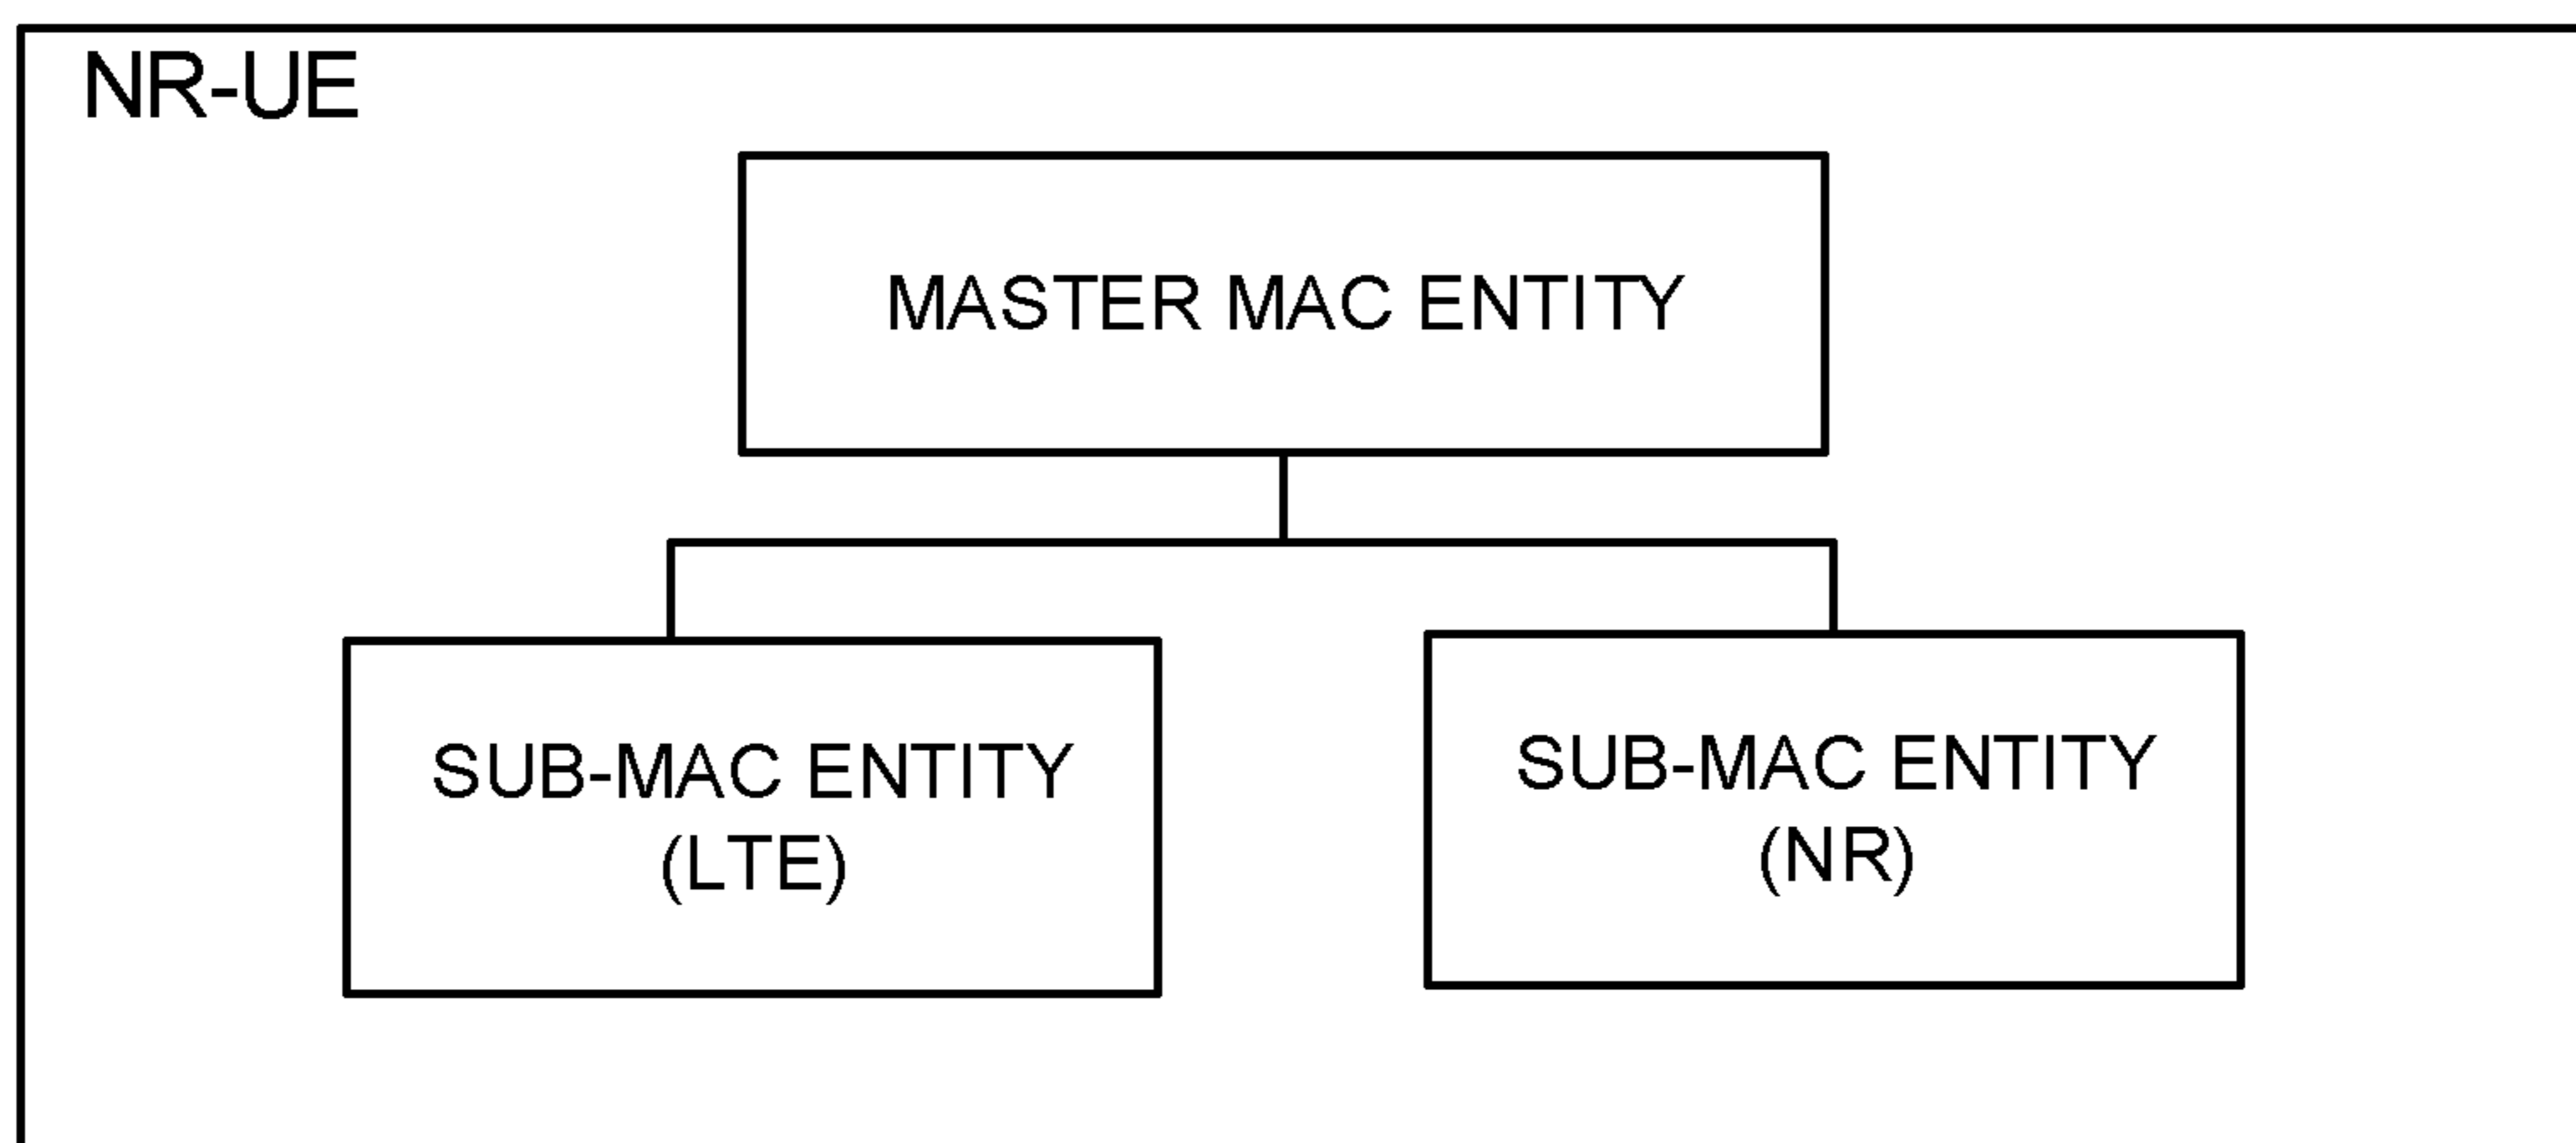 NR-UE
MASTER MAC ENTITY
SUB-MAC ENTITY
(LTE)
SUB-MAC ENTITY
(NR)